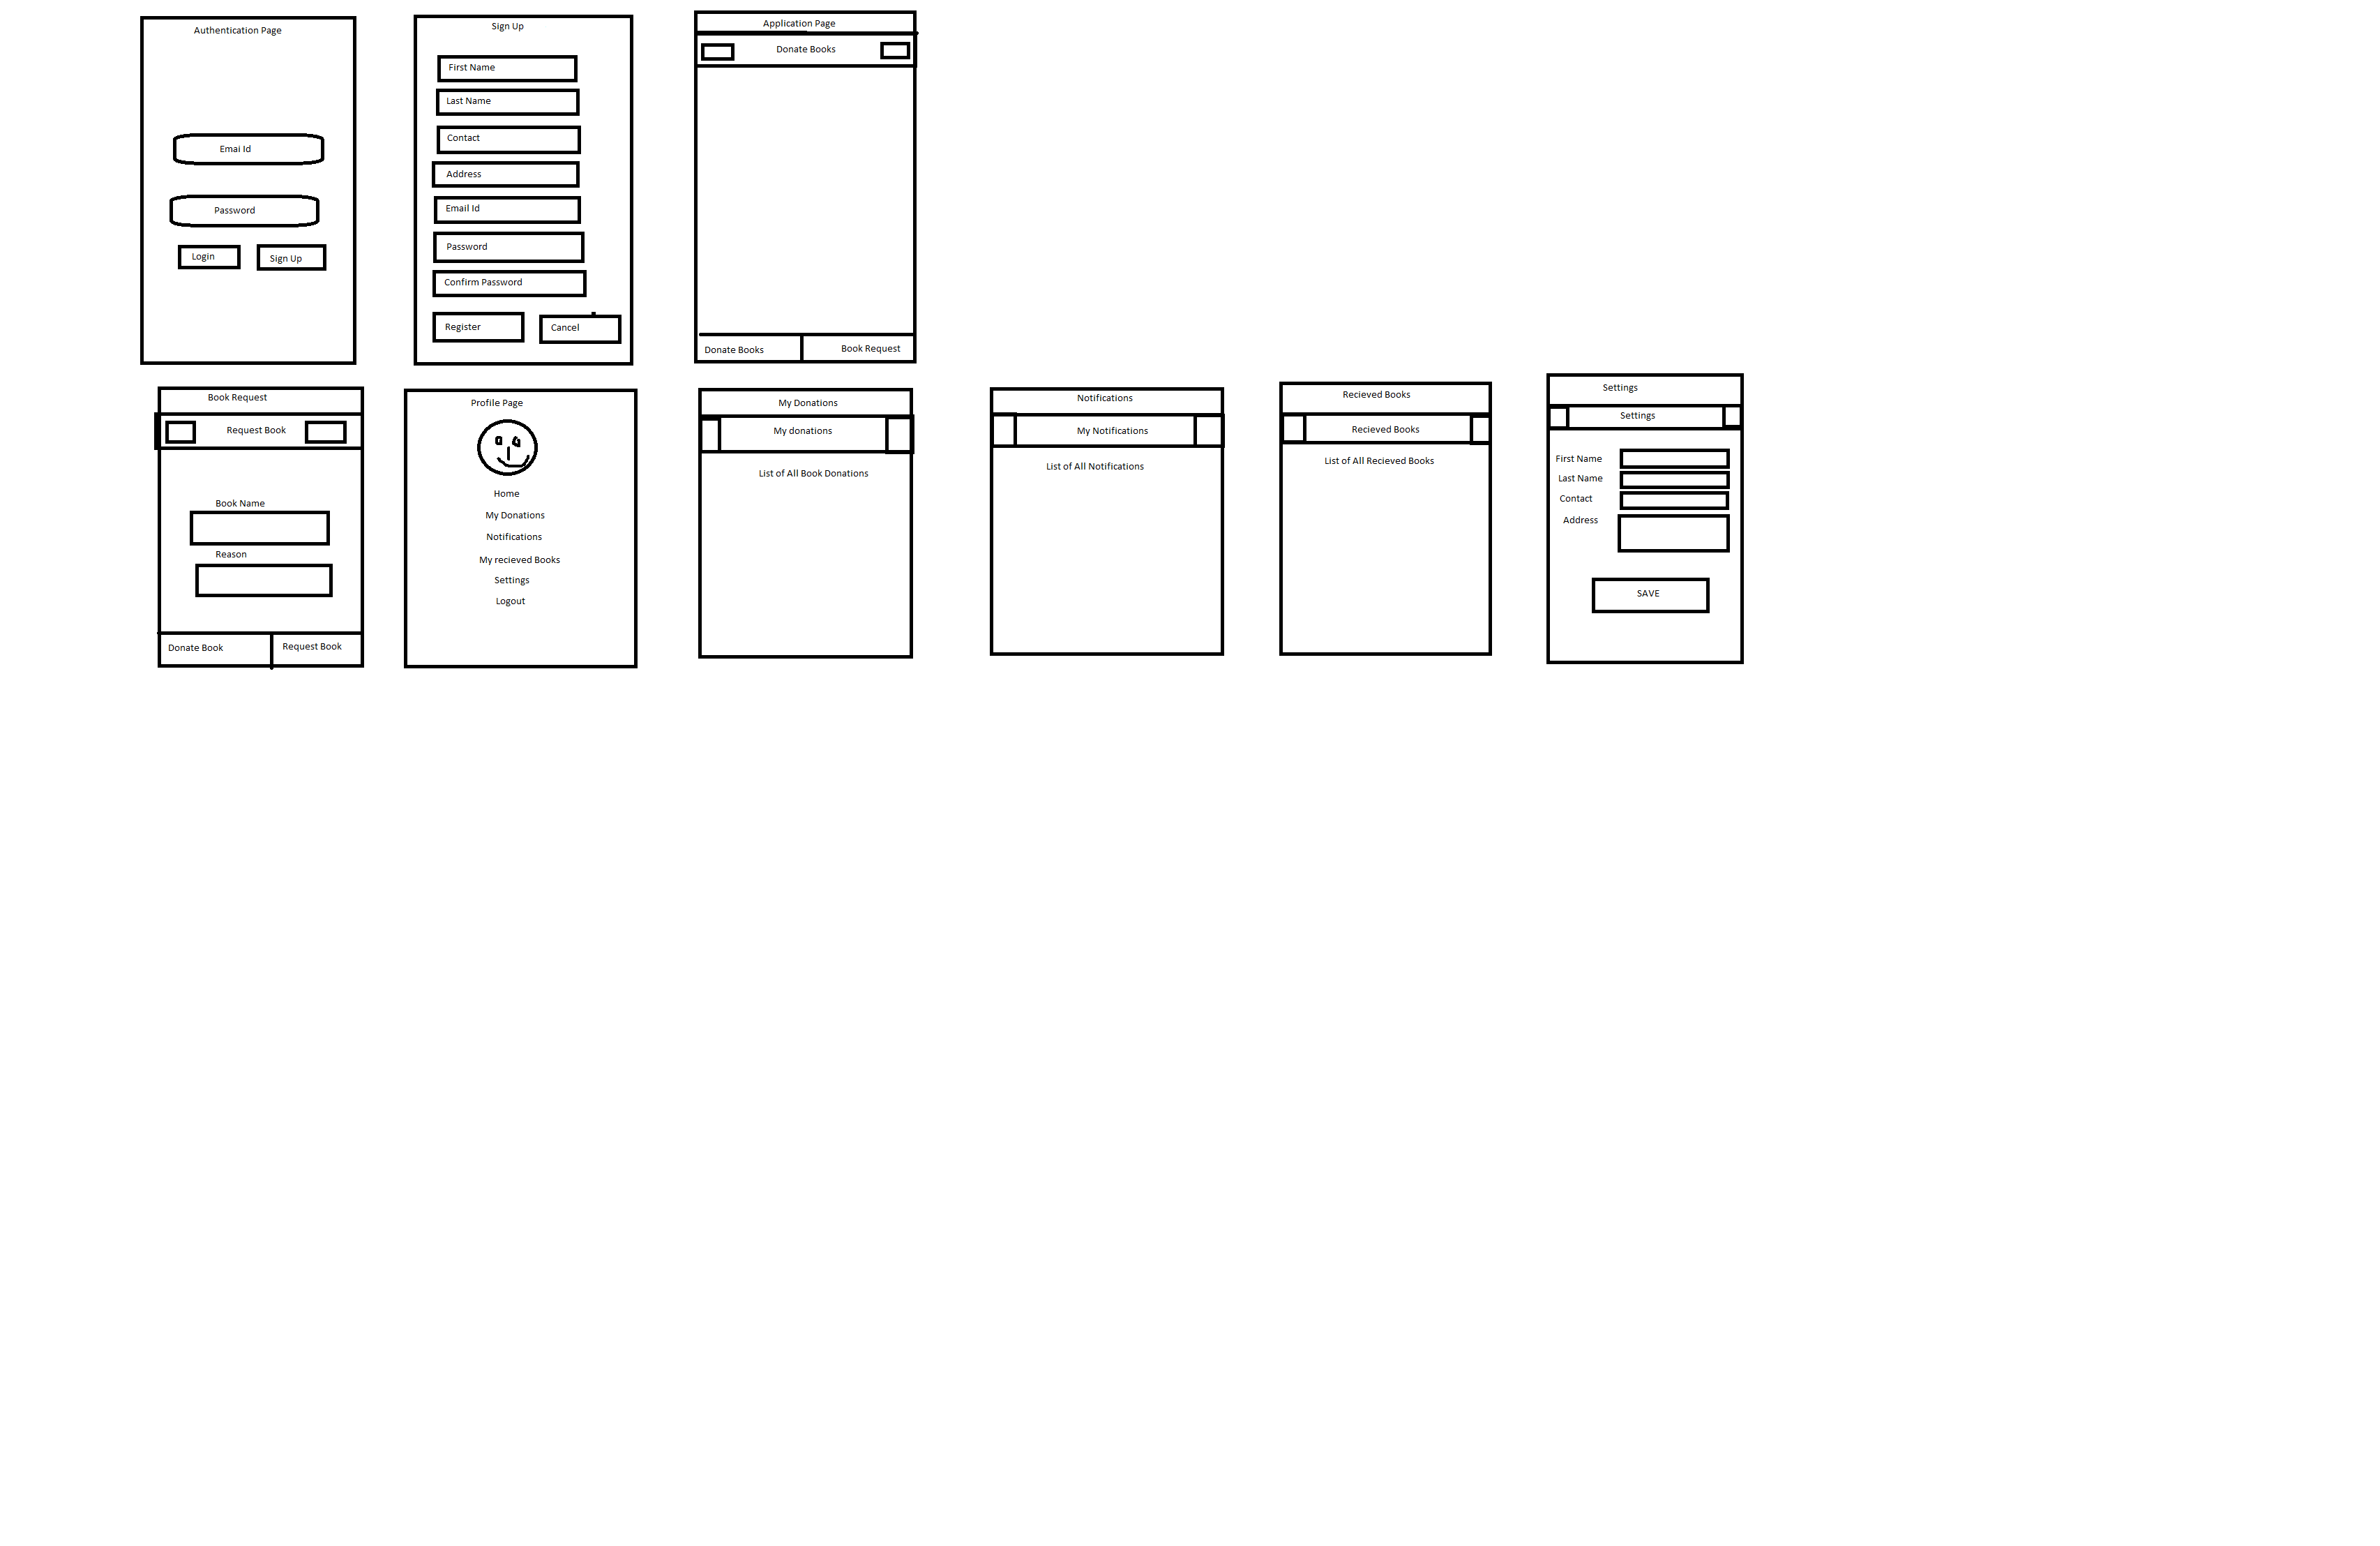 Authentication Page
Emai Id
Password
Login
Sign Up
Sign Up
First Name
Last Name
Contact
Address
Email Id
Password
Confirm Password
Register
Cancel
Application Page
Donate Books
Donate Books
Book Request
Book Request
Request Book
Book Name
Reason
Donate Book
Request Book
Profile Page
Home
My Donations
Notifications
My recieved Books
Settings
Logout
My Donations
My donations
List of All Book Donations
Notifications
My Notifications
List of All Notifications
Recieved Books
Recieved Books
List of All Recieved Books
Settings
Settings
First Name
Last Name
Contact
Address
SAVE